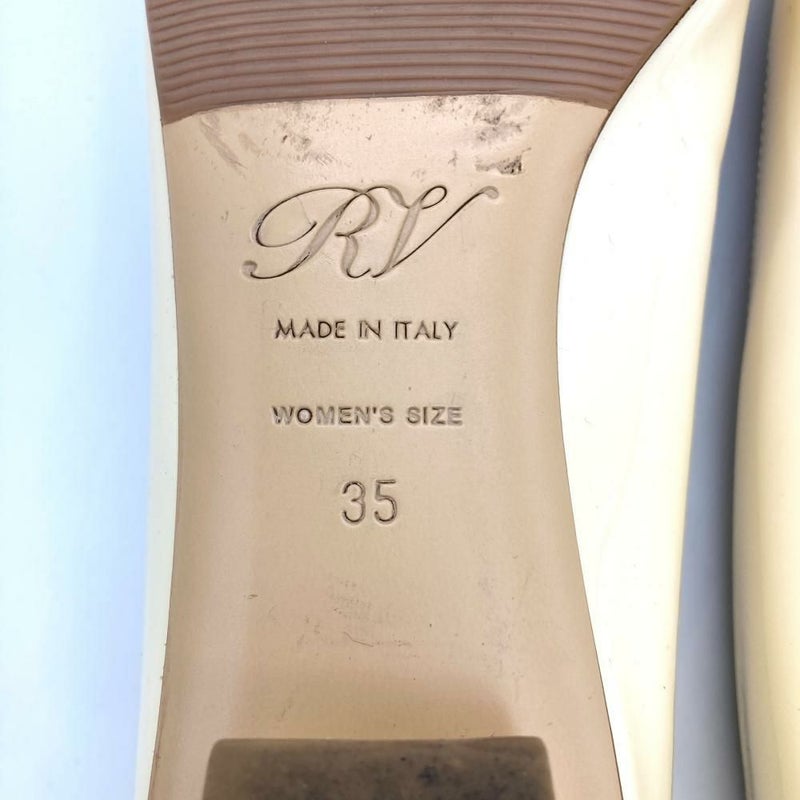 RV
MADE IN ITALY
WOMEN'S SIZE
35